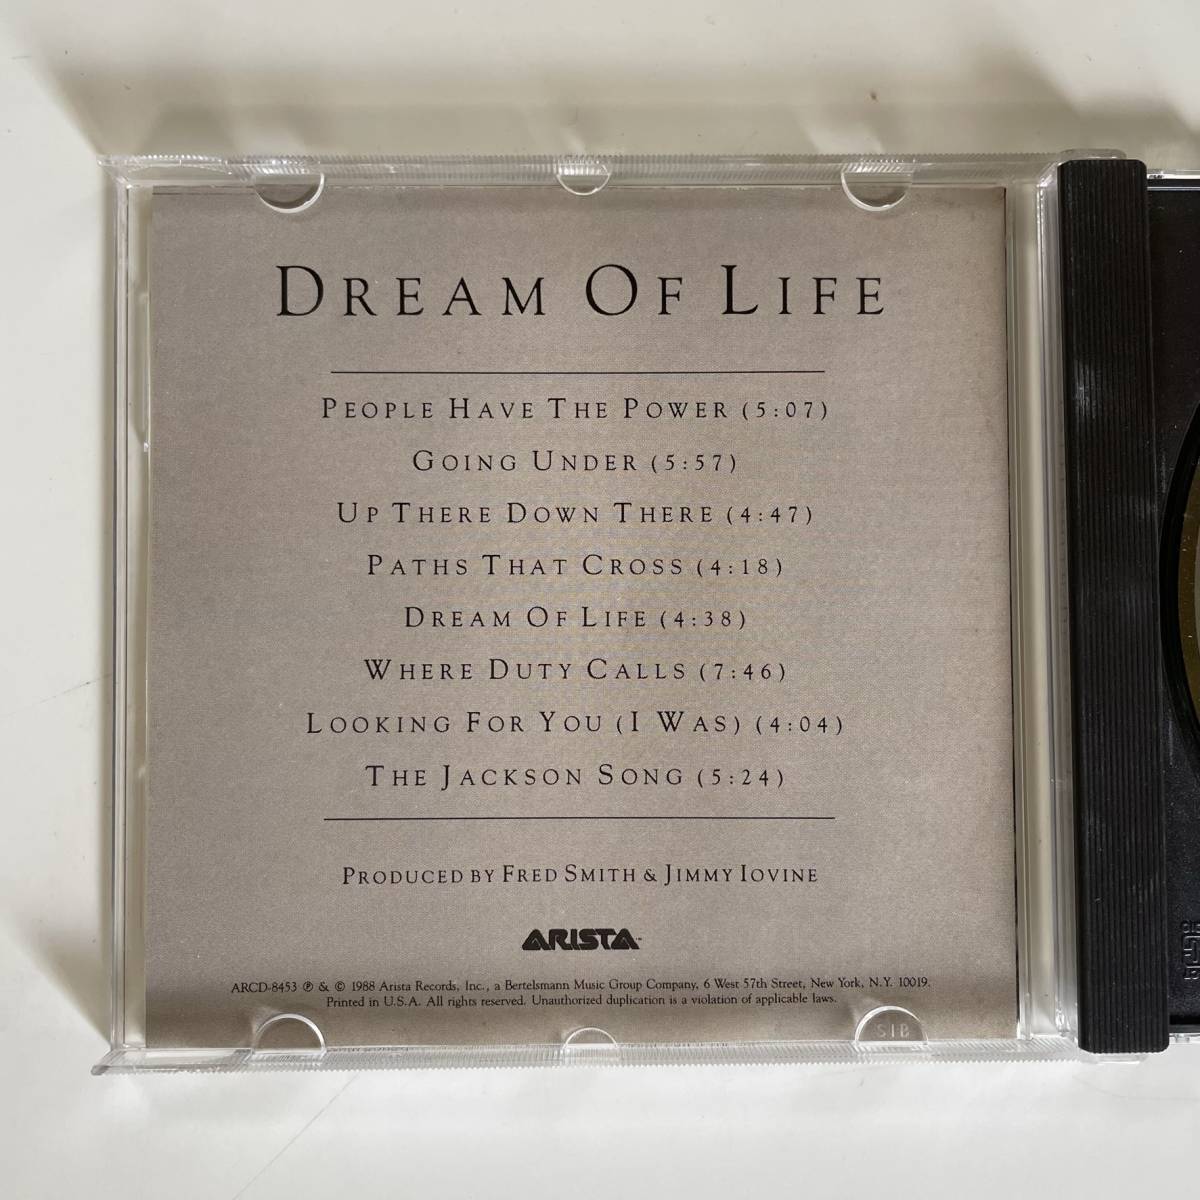 DREAM OF LIFE
PEOPLE HAVE THE POWER (5:07)
GOING UNDER (5:57)
UP THERE DOWN THERE (4:47)
PATHS THAT CROSS (4:18)
DREAM OF LIFE (4:38)
WHERE DUTY CALLS (7:46)
LOOKING FOR YOU (I WAS) (4:04)
THE JACKSON SONG (5:24)
PRODUCED BY FRED SMITH & JIMMY IOVINE
ARISTA™
ARCD-8453 ℗ & © 1988 Arista Records, Inc., a Bertelsmann Music Group Company, 6 West 57th Street, New York, N.Y. 10019.
Printed in U.S.A. All rights reserved. Unauthorized duplication is a violation of applicable laws.